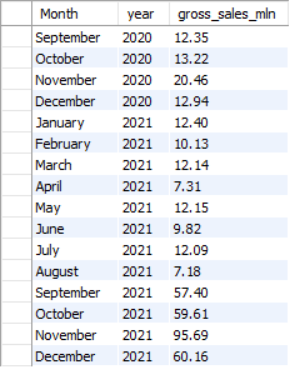 Month year gross_sales_mln
September 2020 12.35
October 2020 13.22
November 2020 20.46
December 2020 12.94
January 2021 12.40
February 2021 10.13
March 2021 12.14
April 2021 7.31
May 2021 12.15
June 2021 9.82
July 2021 12.09
August 2021 7.18
September 2021 57.40
October 2021 59.61
November 2021 95.69
December 2021 60.16